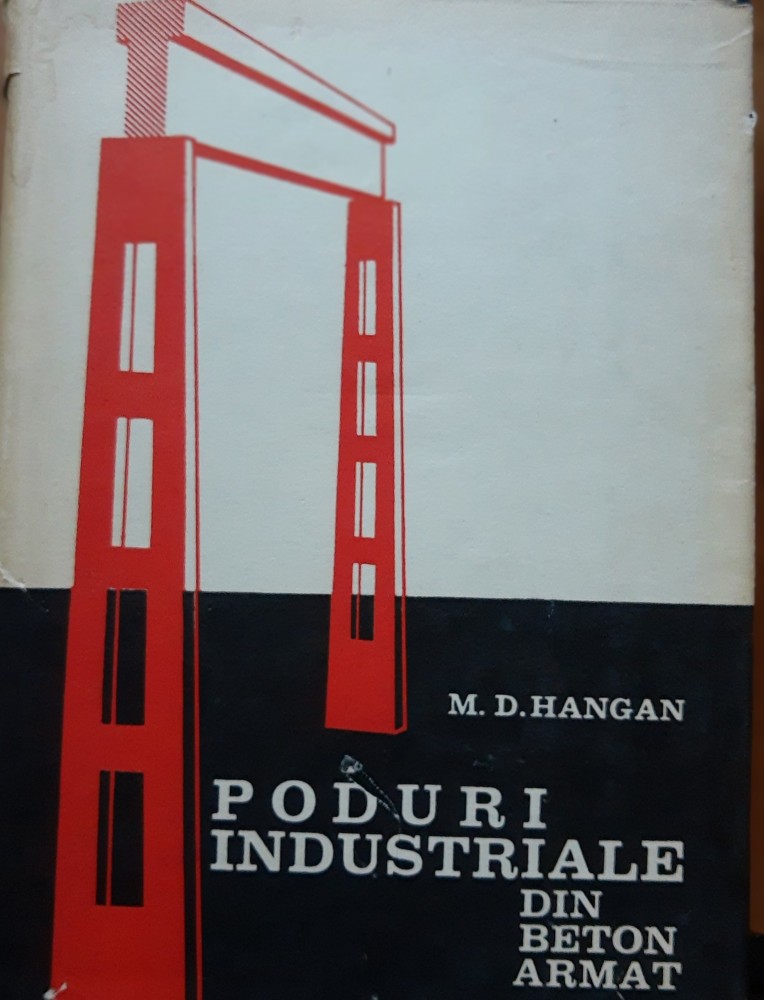 M. D. HANGAN
PODURI
INDUSTRIALE
DIN
BETON
ARMAT